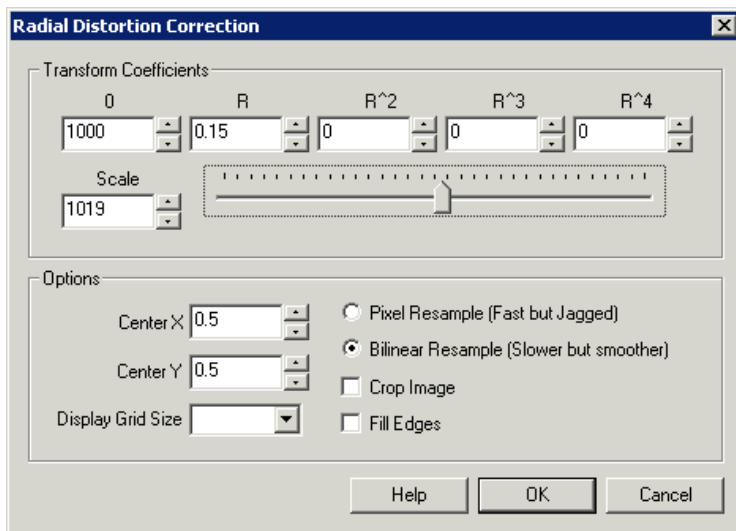 Radial Distortion Correction
Transform Coefficients
0 R R^2 R^3 R^4
1000 0.15 0 0 0
Scale
1019
Options
Center X 0.5
Pixel Resample (Fast but Jagged)
Bilinear Resample (Slower but smoother)
Center Y 0.5
Crop Image
Display Grid Size
Fill Edges
Help OK Cancel